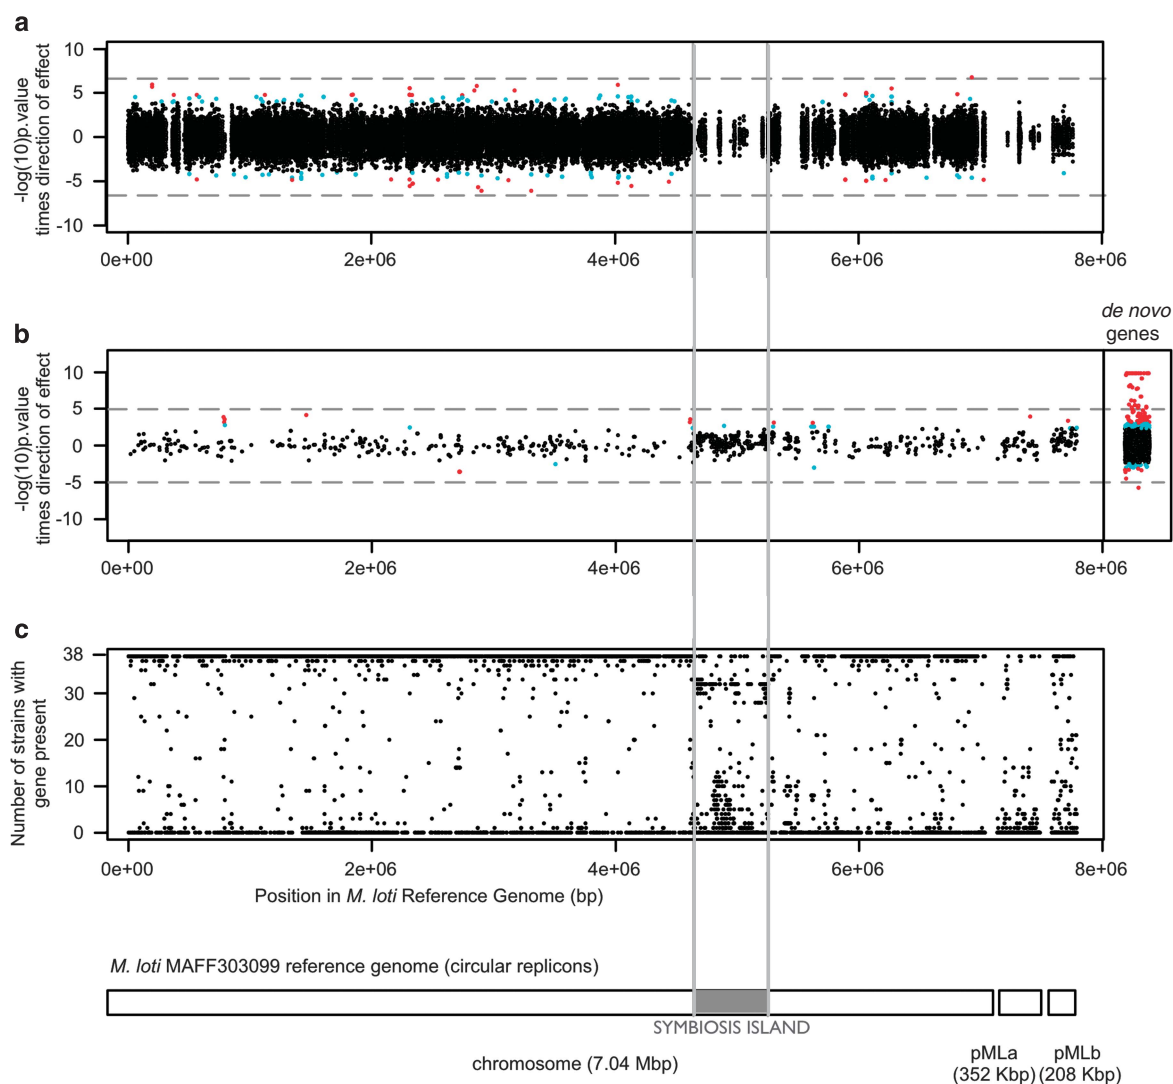 a
-log(10)p.value
times direction of effect
10
5
0
-5
-10
0e+00 2e+06 4e+06 6e+06 8e+06
de novo
genes
b
-log(10)p.value
times direction of effect
10
5
0
-5
-10
0e+00 2e+06 4e+06 6e+06 8e+06
c
Number of strains with
gene present
38
30
20
10
0
0e+00 2e+06 4e+06 6e+06 8e+06
Position in M. loti Reference Genome (bp)
M. loti MAFF303099 reference genome (circular replicons)
SYMBIOSIS ISLAND
chromosome (7.04 Mbp)
pMLa
(352 Kbp)
pMLb
(208 Kbp)